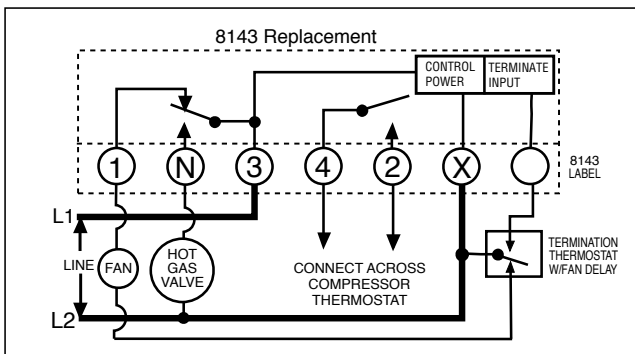 8143 Replacement
CONTROL
POWER
TERMINATE
INPUT
1
N
3
4
2
X
8143
LABEL
L1
LINE
FAN
HOT
GAS
VALVE
CONNECT ACROSS
COMPRESSOR
THERMOSTAT
TERMINATION
THERMOSTAT
W/FAN DELAY
L2